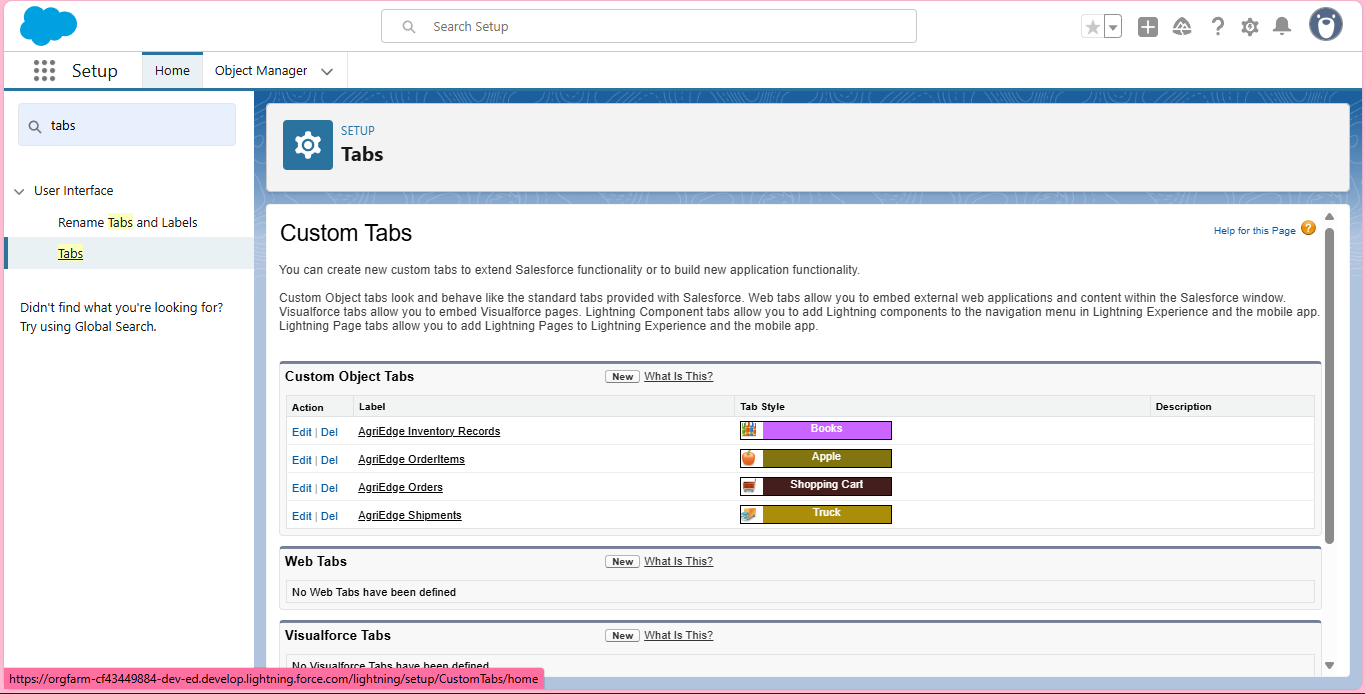 Search Setup
Setup
Home
Object Manager
tabs
User Interface
Rename Tabs and Labels
Tabs
Didn't find what you're looking for?
Try using Global Search.
SETUP
Tabs
Custom Tabs
Help for this Page ?
You can create new custom tabs to extend Salesforce functionality or to build new application functionality.
Custom Object tabs look and behave like the standard tabs provided with Salesforce. Web tabs allow you to embed external web applications and content within the Salesforce window.
Visualforce tabs allow you to embed Visualforce pages. Lightning Component tabs allow you to add Lightning components to the navigation menu in Lightning Experience and the mobile app.
Lightning Page tabs allow you to add Lightning Pages to Lightning Experience and the mobile app.
Custom Object Tabs New What Is This?
Action Label Tab Style Description
Edit | Del AgriEdge Inventory Records Books
Edit | Del AgriEdge OrderItems Apple
Edit | Del AgriEdge Orders Shopping Cart
Edit | Del AgriEdge Shipments Truck
Web Tabs New What Is This?
No Web Tabs have been defined
Visualforce Tabs New What Is This?
No Visualforce Tabs have been defined
https://orgfarm-cf43449884-dev-ed.develop.lightning.force.com/lightning/setup/CustomTabs/home